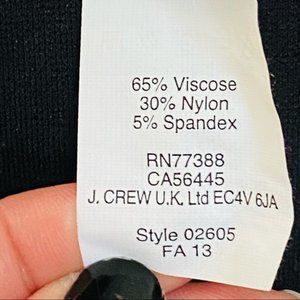 65% Viscose
30% Nylon
5% Spandex
RN77388
CA56445
J. CREW U.K. Ltd EC4V 6JA
Style 02605
FA 13